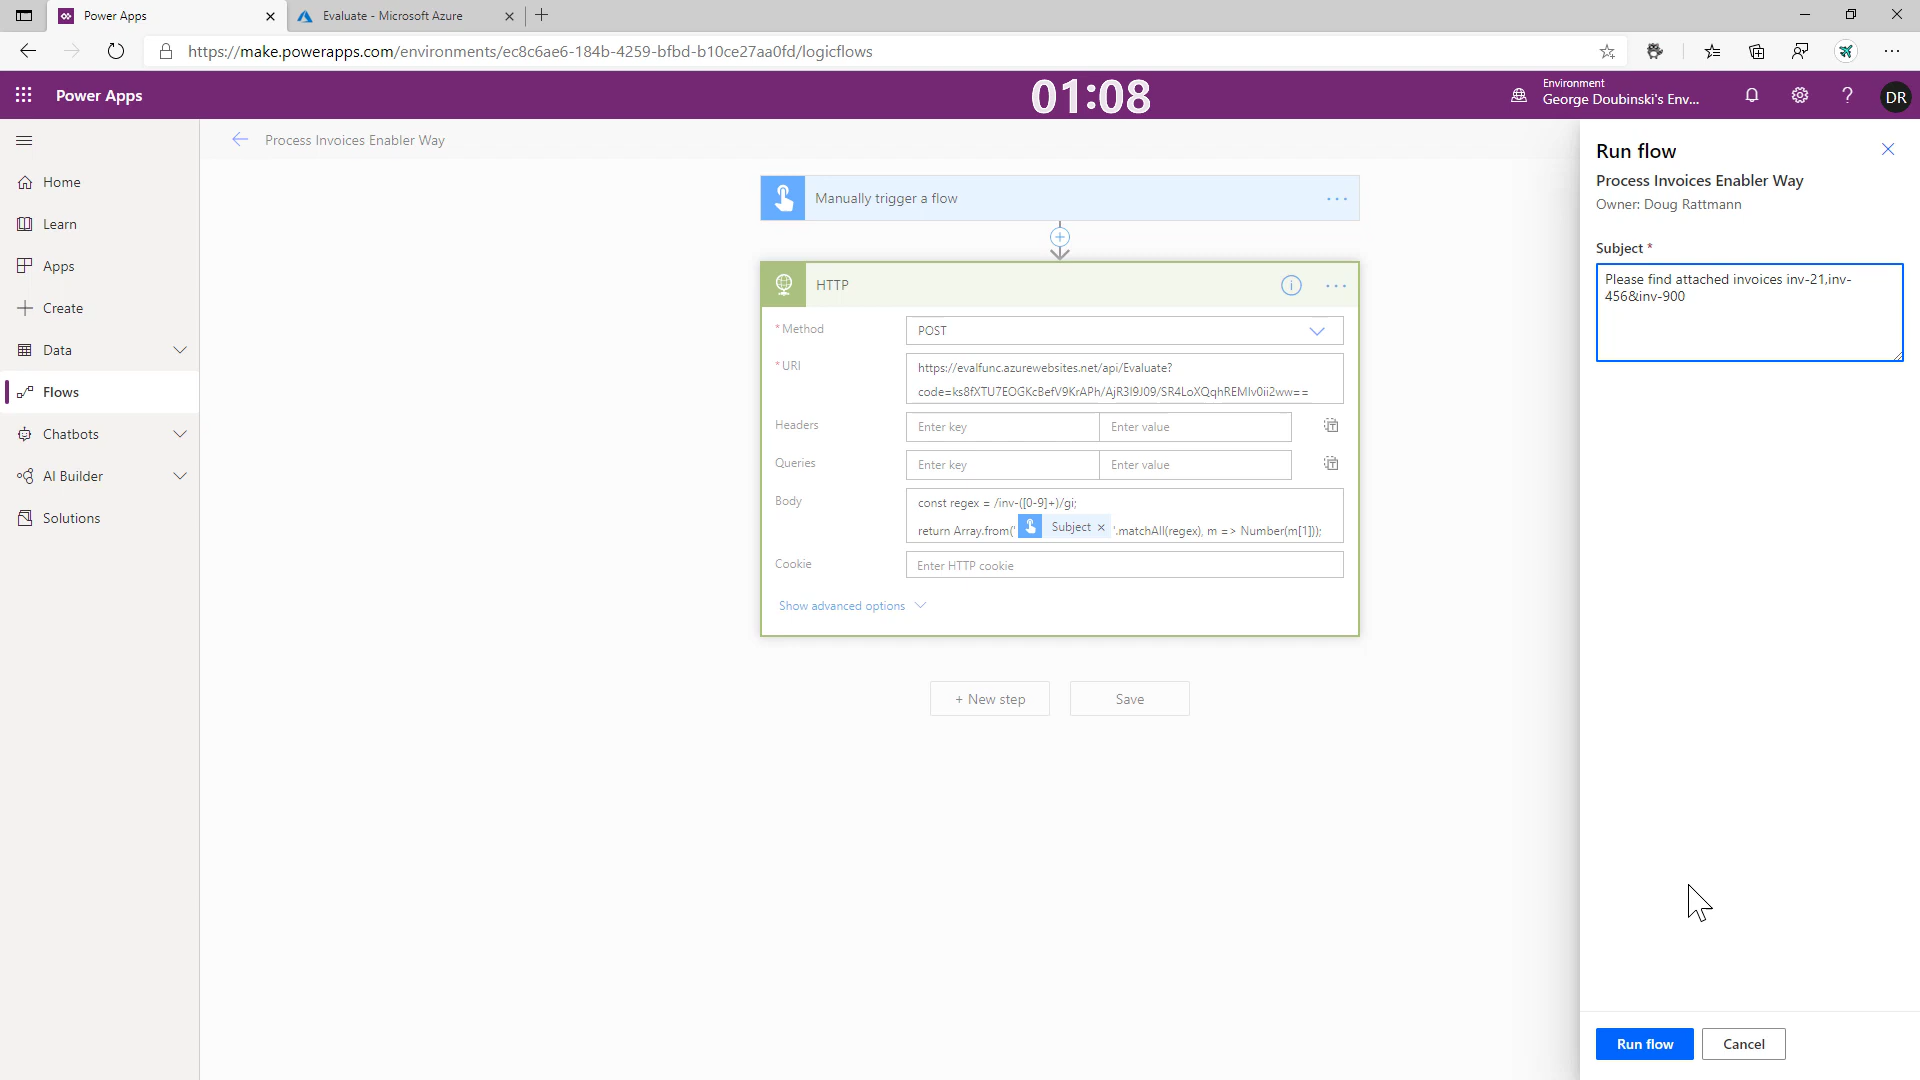 Power Apps
Evaluate - Microsoft Azure
https://make.powerapps.com/environments/ec8c6ae6-184b-4259-bfbd-b10ce27aa0fd/logicflows
Power Apps
01:08
Environment
George Doubinski's Env...
DR
Home
Learn
Apps
Create
Data
Flows
Chatbots
AI Builder
Solutions
Process Invoices Enabler Way
Manually trigger a flow
HTTP
* Method
POST
* URI
https://evalfunc.azurewebsites.net/api/Evaluate?
code=ks8fXTU7EOGKcBefV9KrAPh/AjR3I9J09/SR4LoXQqhREMIv0ii2ww==
Headers
Enter key
Enter value
Queries
Enter key
Enter value
Body
const regex = /inv-([0-9]+)/gi;
return Array.from(' Subject × '.matchAll(regex), m => Number(m[1]));
Cookie
Enter HTTP cookie
Show advanced options
+ New step
Save
Run flow
Process Invoices Enabler Way
Owner: Doug Rattmann
Subject *
Please find attached invoices inv-21,inv-
456&inv-900
Run flow
Cancel